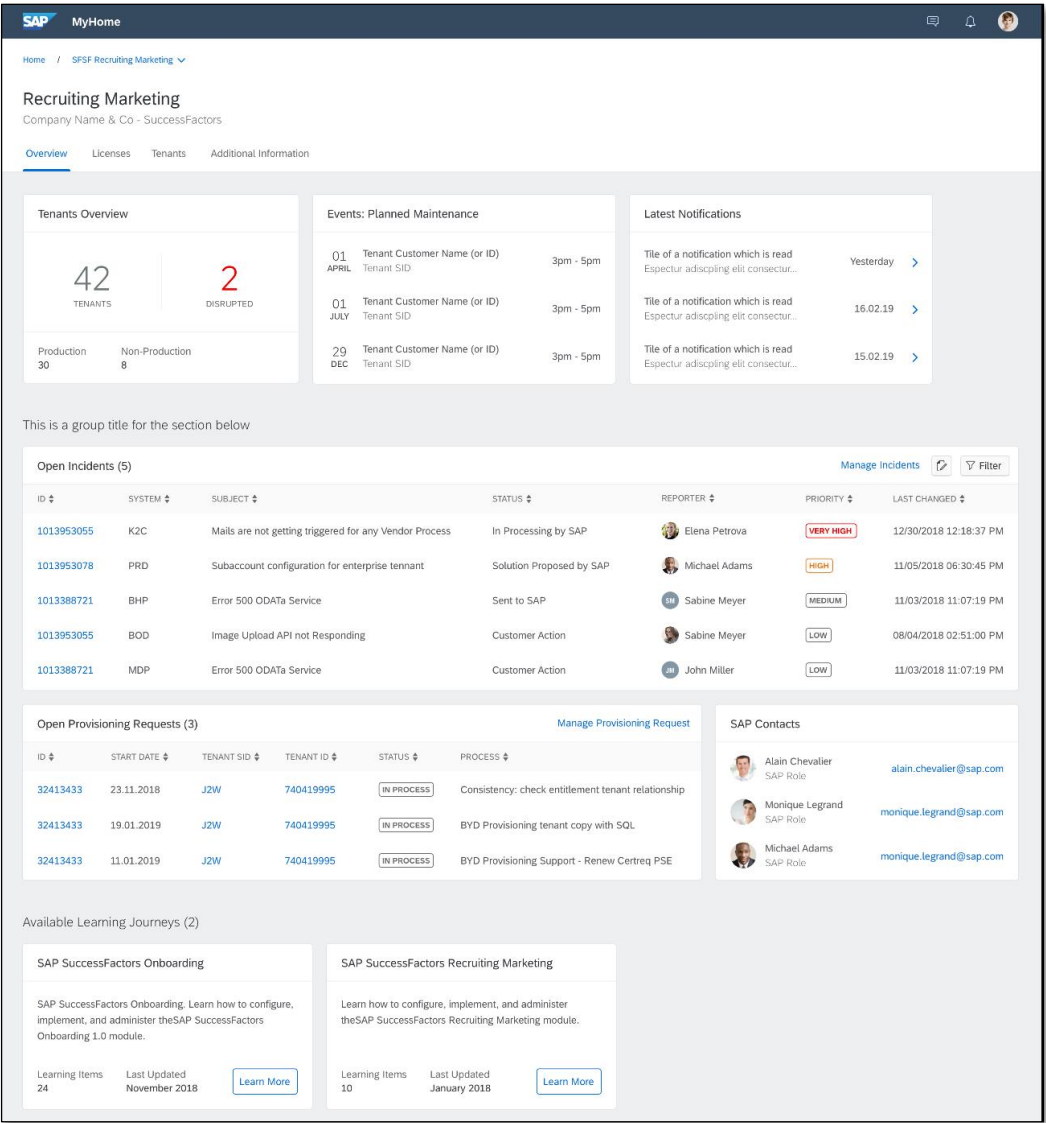 SAP MyHome
Home / SFSF Recruiting Marketing
Recruiting Marketing
Company Name & Co - SuccessFactors
Overview Licenses Tenants Additional Information
Tenants Overview
42
TENANTS
2
DISRUPTED
Production Non-Production
30 8
Events: Planned Maintenance
01 Tenant Customer Name (or ID) 3pm - 5pm
APRIL Tenant SID
01 Tenant Customer Name (or ID) 3pm - 5pm
JULY Tenant SID
29 Tenant Customer Name (or ID) 3pm - 5pm
DEC Tenant SID
Latest Notifications
Tile of a notification which is read Yesterday
Espectur adiscpling elit consectur...
Tile of a notification which is read 16.02.19
Espectur adiscpling elit consectur...
Tile of a notification which is read 15.02.19
Espectur adiscpling elit consectur...
This is a group title for the section below
Open Incidents (5) Manage Incidents Filter
ID SYSTEM SUBJECT STATUS REPORTER PRIORITY LAST CHANGED
1013953055 K2C Mails are not getting triggered for any Vendor Process In Processing by SAP Elena Petrova VERY HIGH 12/30/2018 12:18:37 PM
1013953078 PRD Subaccount configuration for enterprise tennant Solution Proposed by SAP Michael Adams HIGH 11/05/2018 06:30:45 PM
1013388721 BHP Error 500 ODATa Service Sent to SAP SM Sabine Meyer MEDIUM 11/03/2018 11:07:19 PM
1013953055 BOD Image Upload API not Responding Customer Action Sabine Meyer LOW 08/04/2018 02:51:00 PM
1013388721 MDP Error 500 ODATa Service Customer Action JM John Miller LOW 11/03/2018 11:07:19 PM
Open Provisioning Requests (3) Manage Provisioning Request
ID START DATE TENANT SID TENANT ID STATUS PROCESS
32413433 23.11.2018 J2W 740419995 IN PROCESS Consistency: check entitlement tenant relationship
32413433 19.01.2019 J2W 740419995 IN PROCESS BYD Provisioning tenant copy with SQL
32413433 11.01.2019 J2W 740419995 IN PROCESS BYD Provisioning Support - Renew Certreq PSE
SAP Contacts
Alain Chevalier alain.chevalier@sap.com
SAP Role
Monique Legrand monique.legrand@sap.com
SAP Role
Michael Adams monique.legrand@sap.com
SAP Role
Available Learning Journeys (2)
SAP SuccessFactors Onboarding
SAP SuccessFactors Onboarding. Learn how to configure,
implement, and administer theSAP SuccessFactors
Onboarding 1.0 module.
Learning Items Last Updated
24 November 2018
Learn More
SAP SuccessFactors Recruiting Marketing
Learn how to configure, implement, and administer
theSAP SuccessFactors Recruiting Marketing module.
Learning Items Last Updated
10 January 2018
Learn More